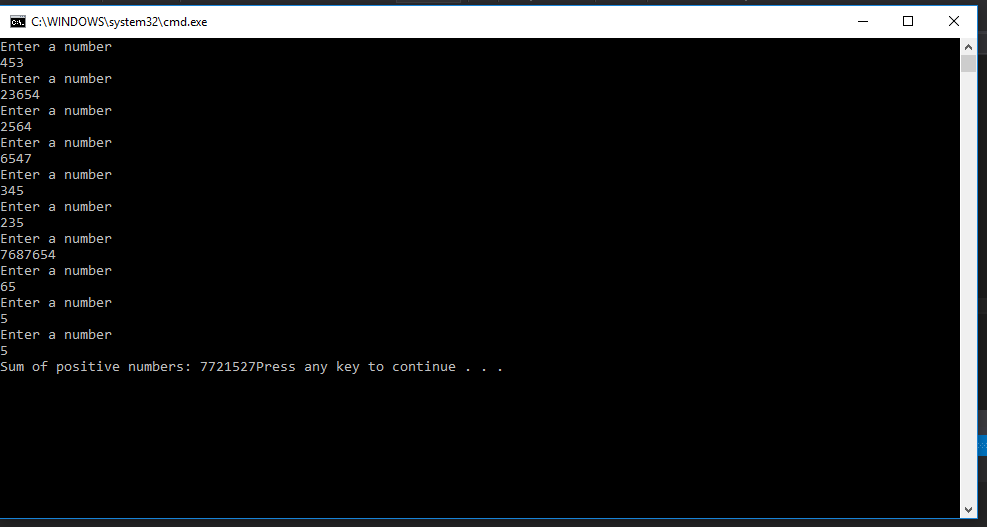 C:\WINDOWS\system32\cmd.exe
Enter a number
453
Enter a number
23654
Enter a number
2564
Enter a number
6547
Enter a number
345
Enter a number
235
Enter a number
7687654
Enter a number
65
Enter a number
5
Enter a number
5
Sum of positive numbers: 7721527Press any key to continue . . .